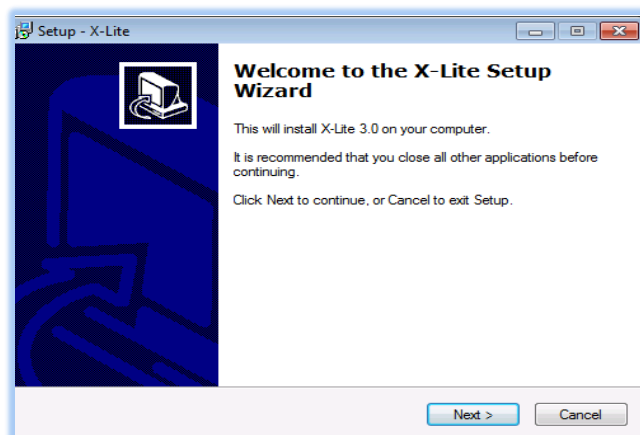 Setup - X-Lite
Welcome to the X-Lite Setup
Wizard
This will install X-Lite 3.0 on your computer.
It is recommended that you close all other applications before
continuing.
Click Next to continue, or Cancel to exit Setup.
Next >
Cancel